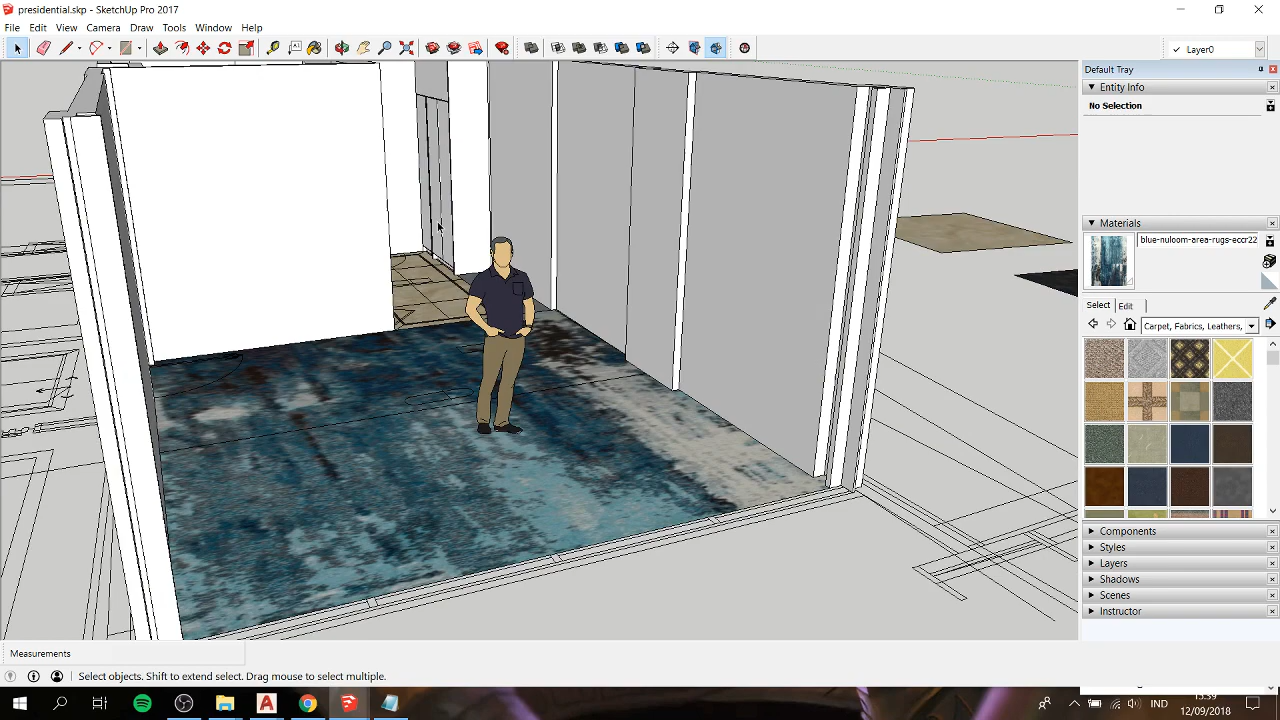 presidential.skp - SketchUp Pro 2017
File Edit View Camera Draw Tools Window Help
Layer0
Default Tray
Entity Info
No Selection
Materials
blue-nuloom-area-rugs-eccr22
Select Edit
Carpet, Fabrics, Leathers,
Components
Styles
Layers
Shadows
Scenes
Instructor
Measurements
Select objects. Shift to extend select. Drag mouse to select multiple.
IND
15:39
12/09/2018